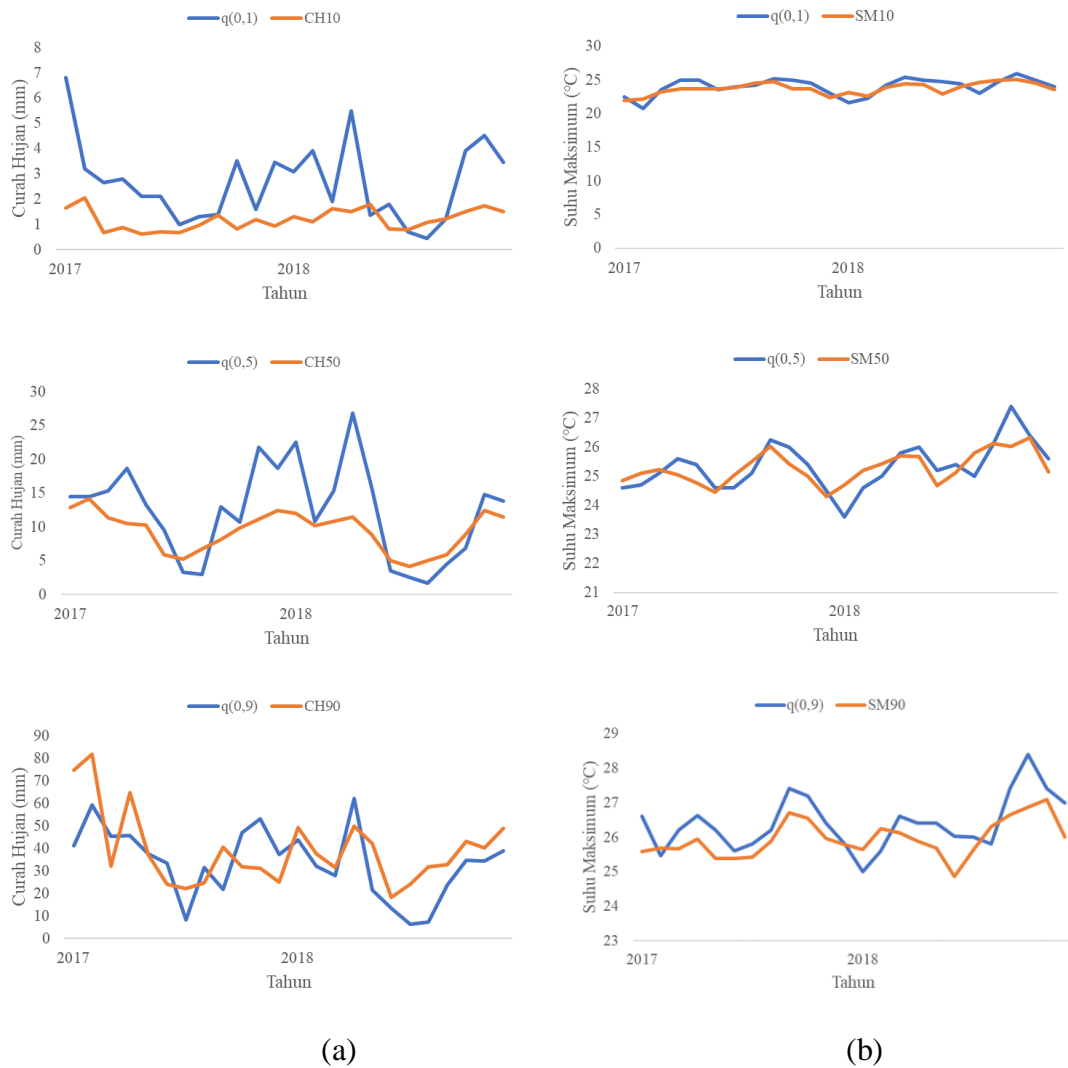 q(0,1) CH10
Curah Hujan (mm)
8
7
6
5
4
3
2
1
0
2017 2018
Tahun
q(0,1) SM10
Suhu Maksimum (°C)
30
25
20
15
10
5
0
2017 2018
Tahun
q(0,5) CH50
Curah Hujan (mm)
30
25
20
15
10
5
0
2017 2018
Tahun
q(0,5) SM50
Suhu Maksimum (°C)
28
27
26
25
24
23
22
21
2017 2018
Tahun
q(0,9) CH90
Curah Hujan (mm)
90
80
70
60
50
40
30
20
10
0
2017 2018
Tahun
q(0,9) SM90
Suhu Maksimum (°C)
29
28
27
26
25
24
23
2017 2018
Tahun
(a) (b)